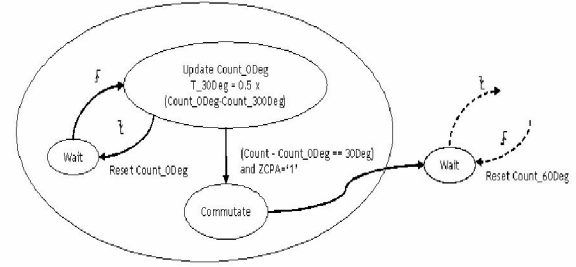 Update Count_0Deg
T_30Deg = 0.5 x
(Count_0Deg-Count_300Deg)
Wait
Reset Count_0Deg
(Count - Count_0Deg == 30Deg)
and ZCPA='1'
Commutate
Wait
Reset Count_60Deg